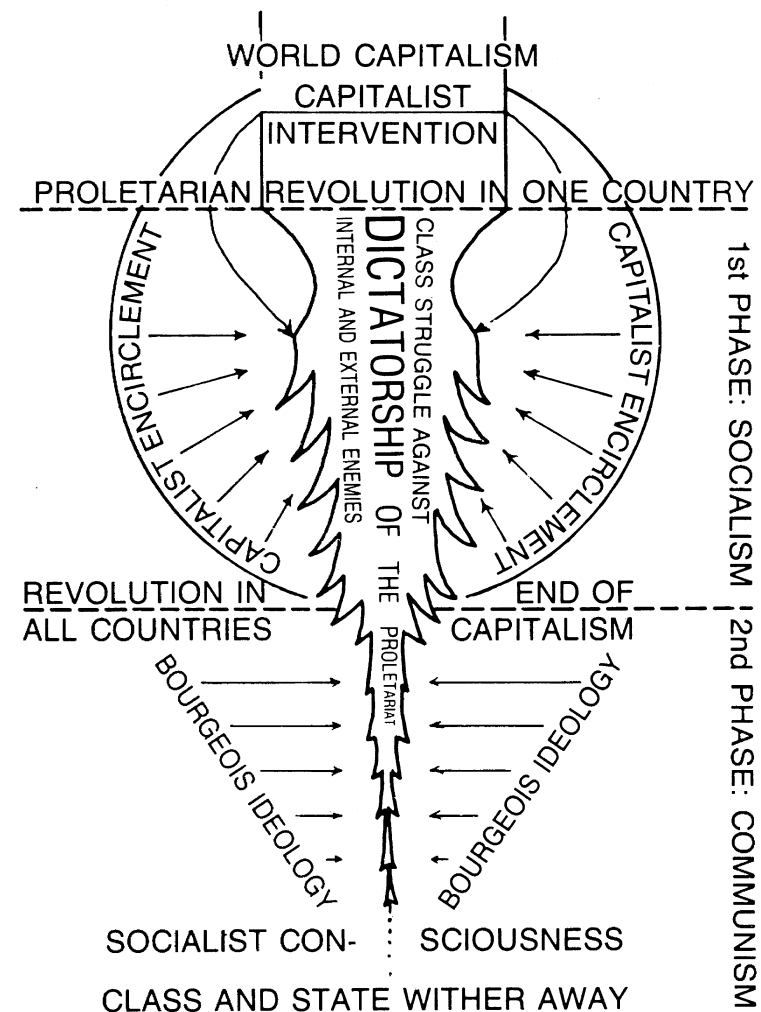 WORLD CAPITALISM
CAPITALIST
INTERVENTION
PROLETARIAN REVOLUTION IN ONE COUNTRY
CAPITALIST ENCIRCLEMENT
INTERNAL AND EXTERNAL ENEMIES
DICTATORSHIP OF THE PROLETARIAT
CLASS STRUGGLE AGAINST
CAPITALIST ENCIRCLEMENT
1st PHASE: SOCIALISM
REVOLUTION IN
ALL COUNTRIES
END OF
CAPITALISM
BOURGEOIS IDEOLOGY
BOURGEOIS IDEOLOGY
2nd PHASE: COMMUNISM
SOCIALIST CON- SCIOUSNESS
CLASS AND STATE WITHER AWAY